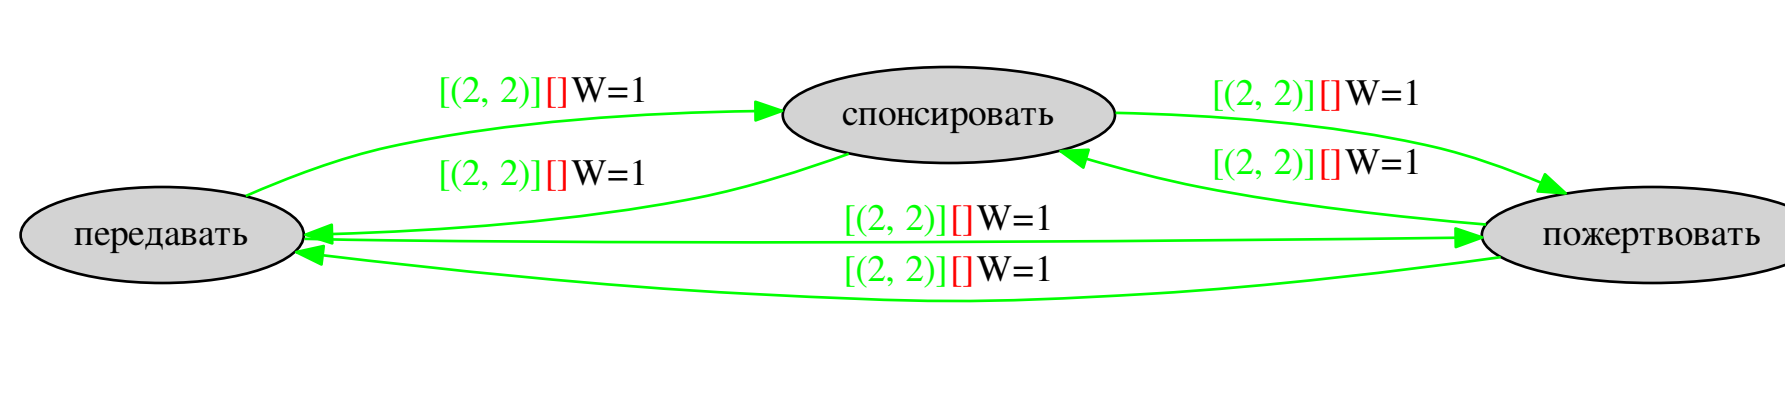 [(2, 2)][]W=1
[(2, 2)][]W=1
спонсировать
[(2, 2)][]W=1
[(2, 2)][]W=1
[(2, 2)][]W=1
передавать
пожертвовать
[(2, 2)][]W=1